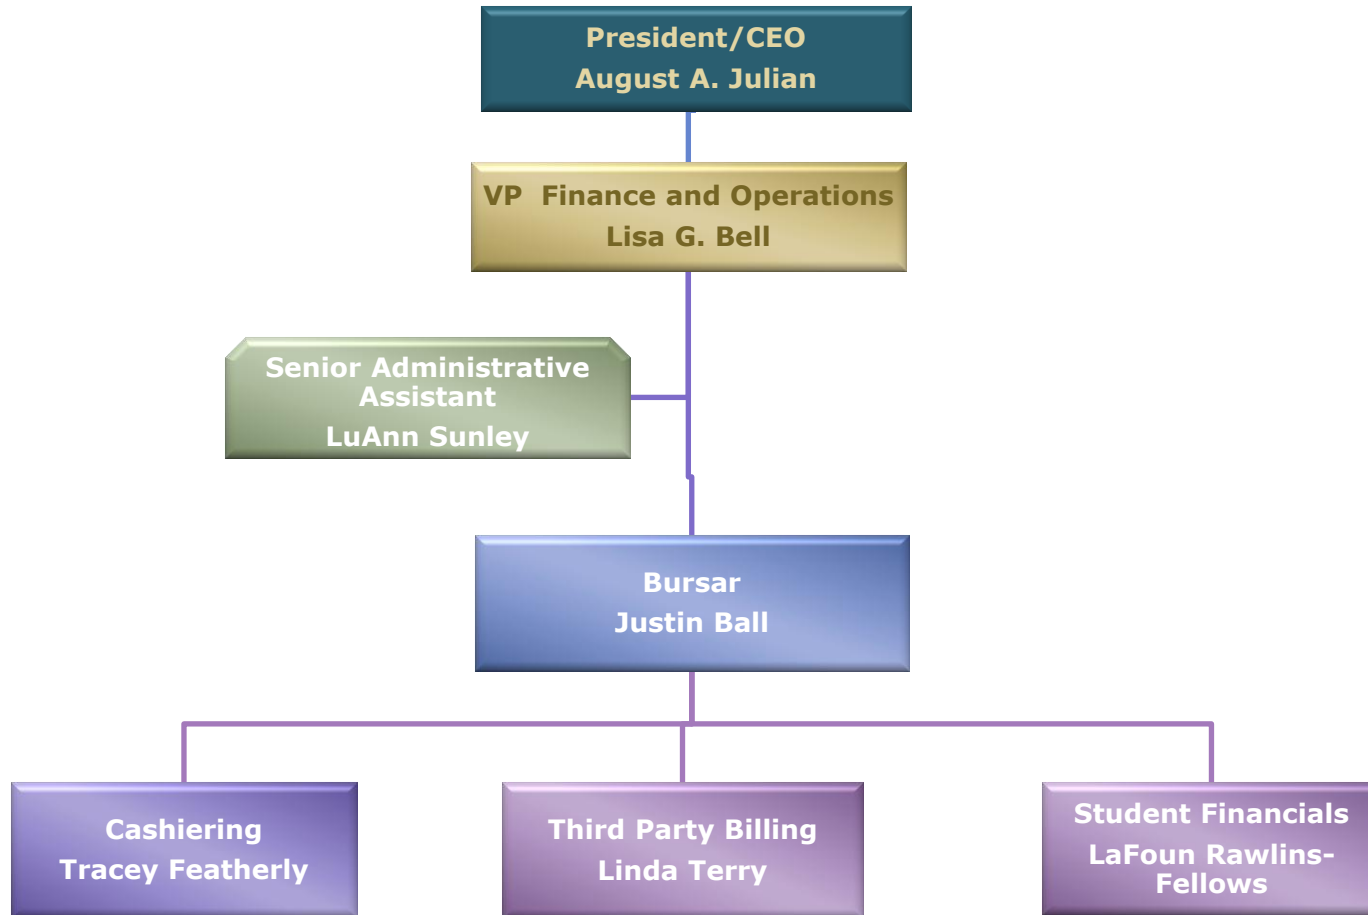 President/CEO
August A. Julian
VP  Finance and Operations
Lisa G. Bell
Senior Administrative
Assistant
LuAnn Sunley
Bursar
Justin Ball
Cashiering
Tracey Featherly
Third Party Billing
Linda Terry
Student Financials
LaFoun Rawlins-
Fellows